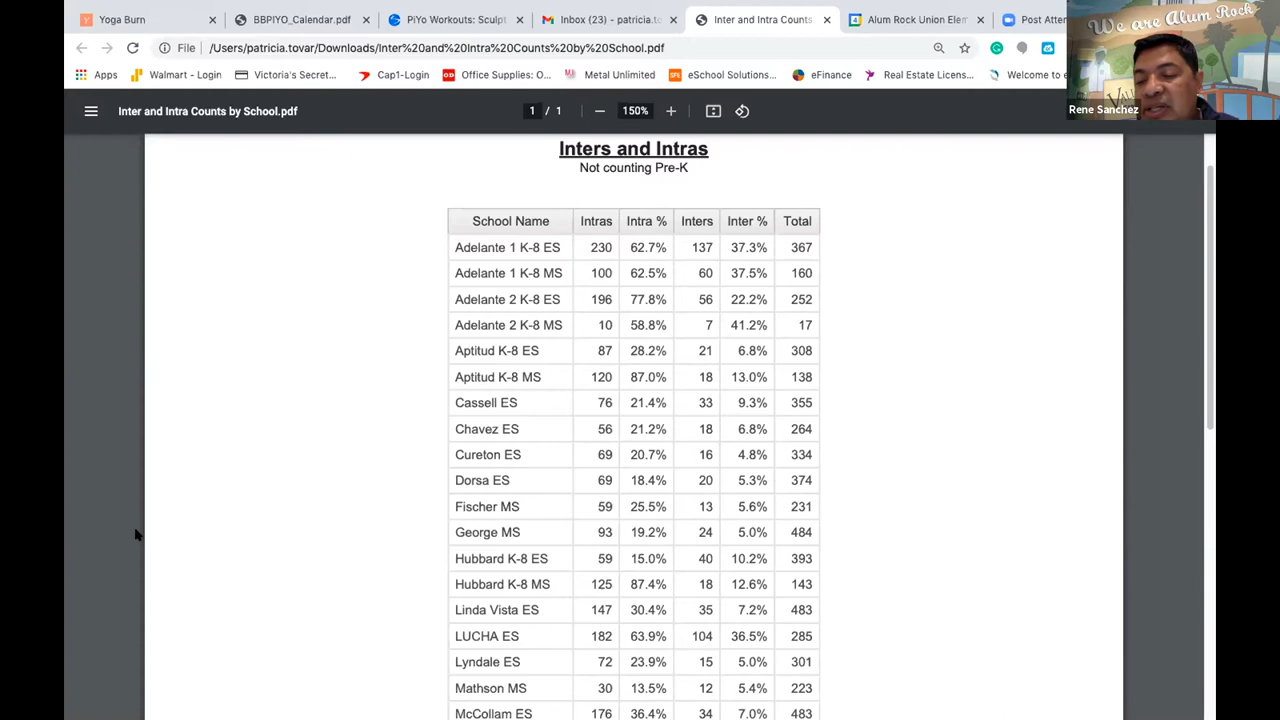 Yoga Burn
BBPIYO_Calendar.pdf
PiYo Workouts: Sculpt
Inbox (23) - patricia.to
Inter and Intra Counts
Alum Rock Union Elem
Post Atten
We are Alum Rock
File
/Users/patricia.tovar/Downloads/Inter%20and%20Intra%20Counts%20by%20School.pdf
Apps
Walmart - Login
Victoria's Secret...
Cap1-Login
Office Supplies: O...
Metal Unlimited
eSchool Solutions...
eFinance
Real Estate Licens...
Welcome to e
Rene Sanchez
Inter and Intra Counts by School.pdf
1 / 1
150%
Inters and Intras
Not counting Pre-K
School Name Intras Intra % Inters Inter % Total
Adelante 1 K-8 ES 230 62.7% 137 37.3% 367
Adelante 1 K-8 MS 100 62.5% 60 37.5% 160
Adelante 2 K-8 ES 196 77.8% 56 22.2% 252
Adelante 2 K-8 MS 10 58.8% 7 41.2% 17
Aptitud K-8 ES 87 28.2% 21 6.8% 308
Aptitud K-8 MS 120 87.0% 18 13.0% 138
Cassell ES 76 21.4% 33 9.3% 355
Chavez ES 56 21.2% 18 6.8% 264
Cureton ES 69 20.7% 16 4.8% 334
Dorsa ES 69 18.4% 20 5.3% 374
Fischer MS 59 25.5% 13 5.6% 231
George MS 93 19.2% 24 5.0% 484
Hubbard K-8 ES 59 15.0% 40 10.2% 393
Hubbard K-8 MS 125 87.4% 18 12.6% 143
Linda Vista ES 147 30.4% 35 7.2% 483
LUCHA ES 182 63.9% 104 36.5% 285
Lyndale ES 72 23.9% 15 5.0% 301
Mathson MS 30 13.5% 12 5.4% 223
McCollam ES 176 36.4% 34 7.0% 483